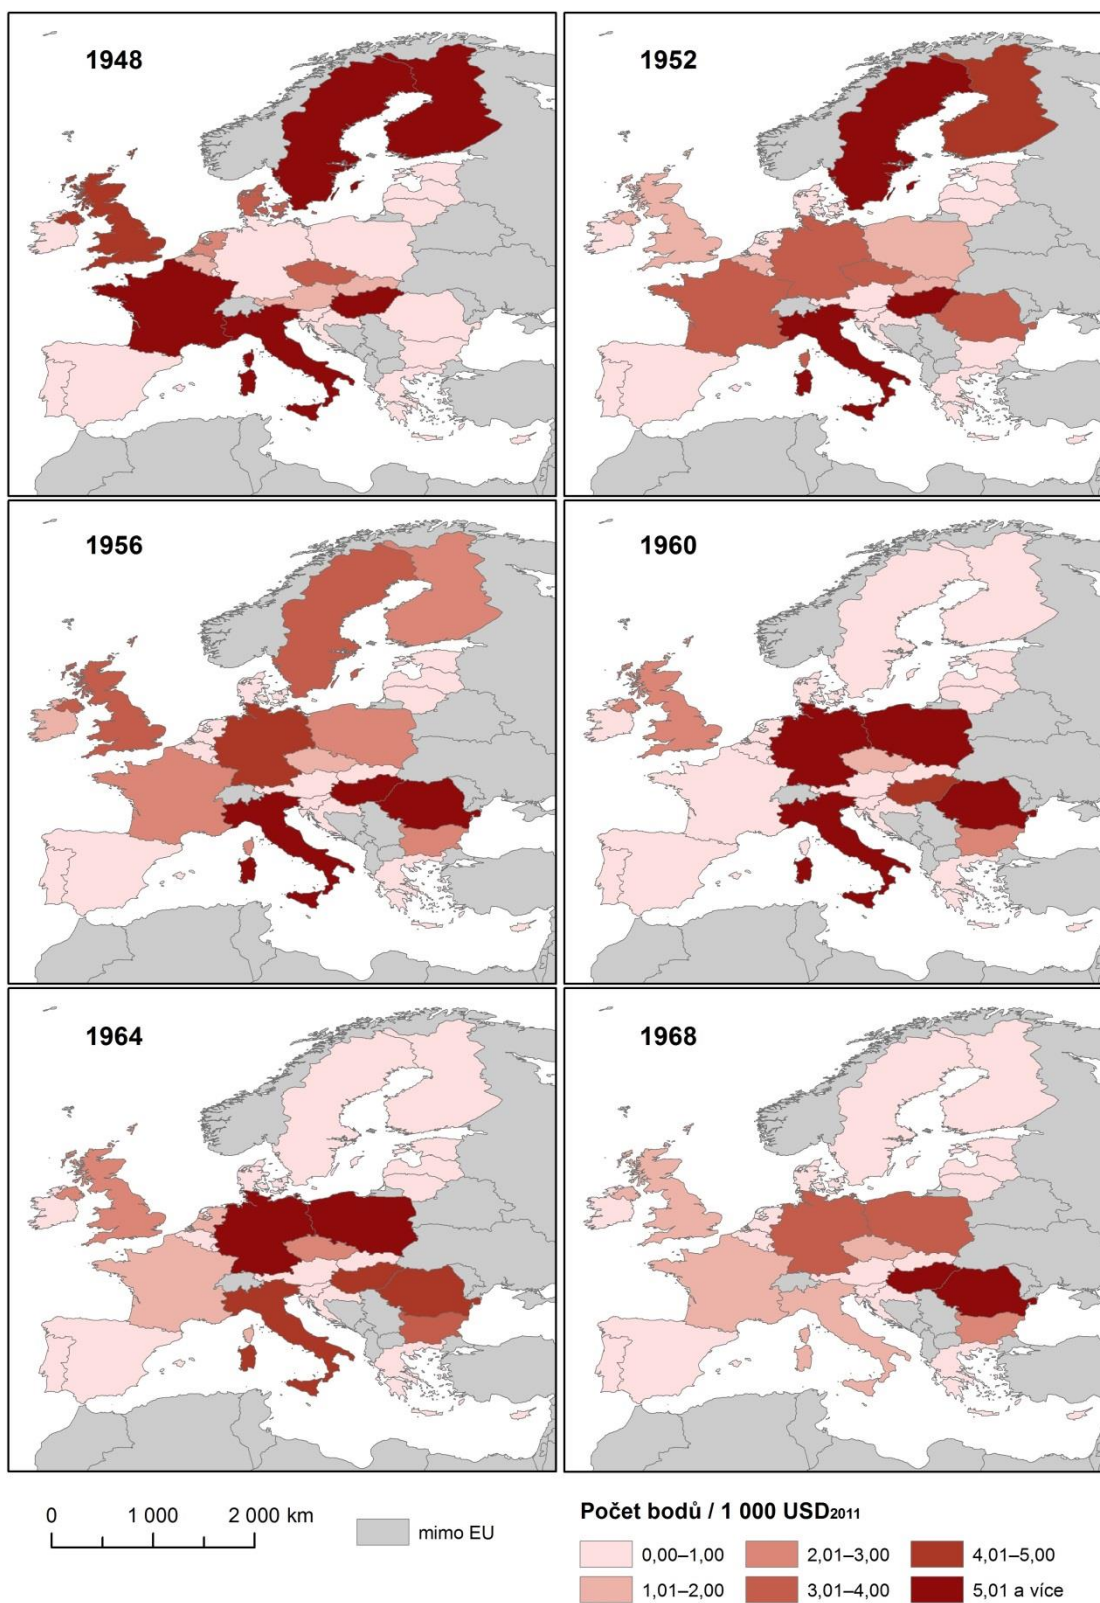 1948
1952
1956
1960
1964
1968
0 1 000 2 000 km
mimo EU
Počet bodů / 1 000 USD2011
0,00–1,00
2,01–3,00
4,01–5,00
1,01–2,00
3,01–4,00
5,01 a více